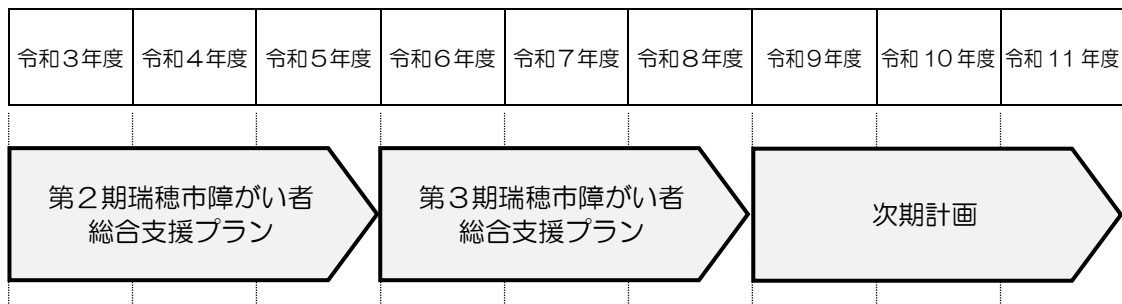 令和3年度 令和4年度 令和5年度 令和6年度 令和7年度 令和8年度 令和9年度 令和10年度 令和11年度
第2期瑞穂市障がい者
総合支援プラン
第3期瑞穂市障がい者
総合支援プラン
次期計画